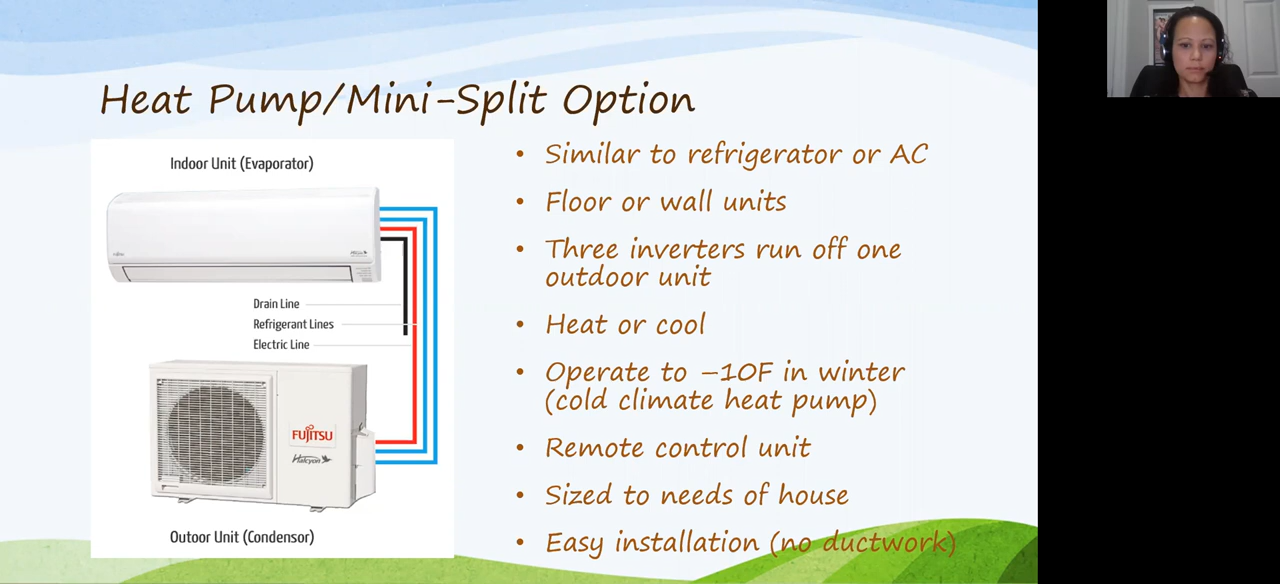 Heat Pump/Mini-Split Option
Indoor Unit (Evaporator)
Drain Line
Refrigerant Lines
Electric Line
FUJITSU
Halcyon
Outoor Unit (Condensor)
• Similar to refrigerator or AC
• Floor or wall units
• Three inverters run off one
outdoor unit
• Heat or cool
• Operate to –10F in winter
(cold climate heat pump)
• Remote control unit
• Sized to needs of house
• Easy installation (no ductwork)